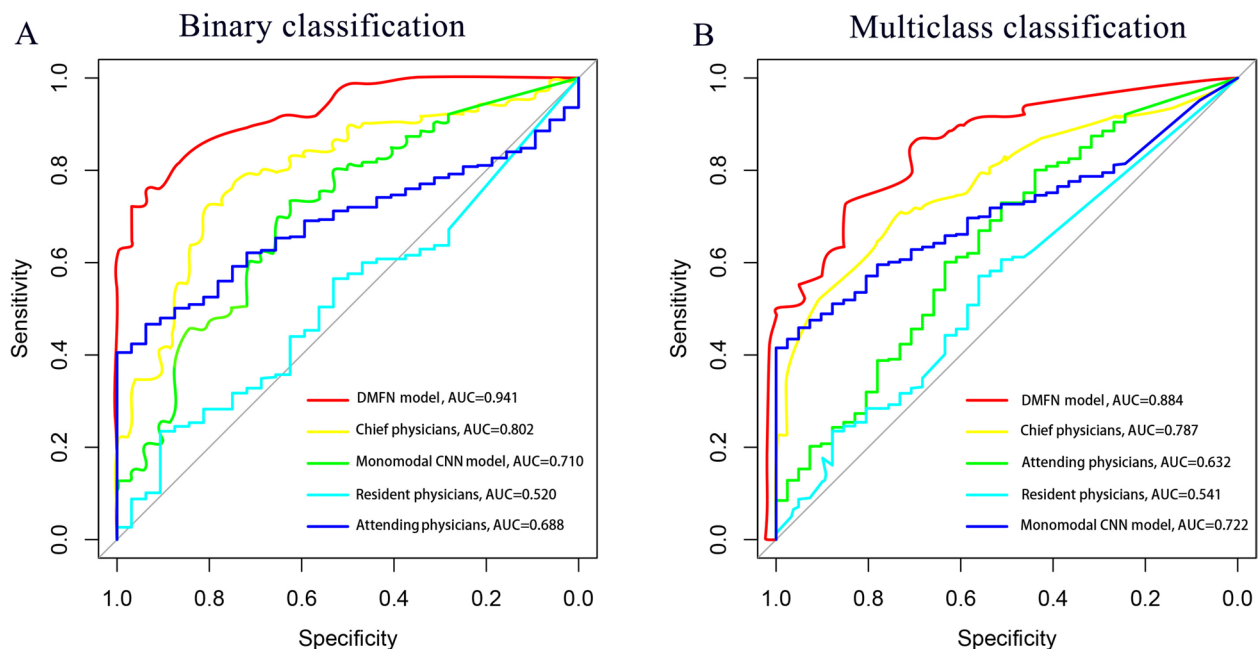 A
Binary classification
1.0
0.8
0.6
0.4
0.2
0.0
Sensitivity
DMFN model, AUC=0.941
Chief physicians, AUC=0.802
Monomodal CNN model, AUC=0.710
Resident physicians, AUC=0.520
Attending physicians, AUC=0.688
1.0 0.8 0.6 0.4 0.2 0.0
Specificity
B
Multiclass classification
1.0
0.8
0.6
0.4
0.2
0.0
Sensitivity
DMFN model, AUC=0.884
Chief physicians, AUC=0.787
Attending physicians, AUC=0.632
Resident physicians, AUC=0.541
Monomodal CNN model, AUC=0.722
1.0 0.8 0.6 0.4 0.2 0.0
Specificity